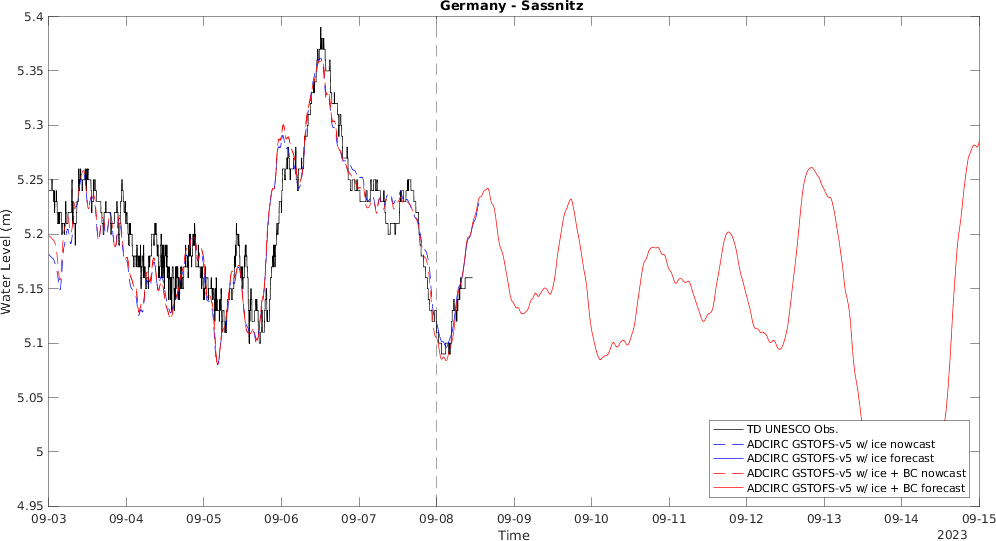 Germany - Sassnitz
5.4
5.35
5.3
5.25
5.2
5.15
5.1
5.05
5
4.95
Water Level (m)
TD UNESCO Obs.
ADCIRC GSTOFS-v5 w/ ice nowcast
ADCIRC GSTOFS-v5 w/ ice forecast
ADCIRC GSTOFS-v5 w/ ice + BC nowcast
ADCIRC GSTOFS-v5 w/ ice + BC forecast
09-03 09-04 09-05 09-06 09-07 09-08 09-09 09-10 09-11 09-12 09-13 09-14 09-15
Time
2023